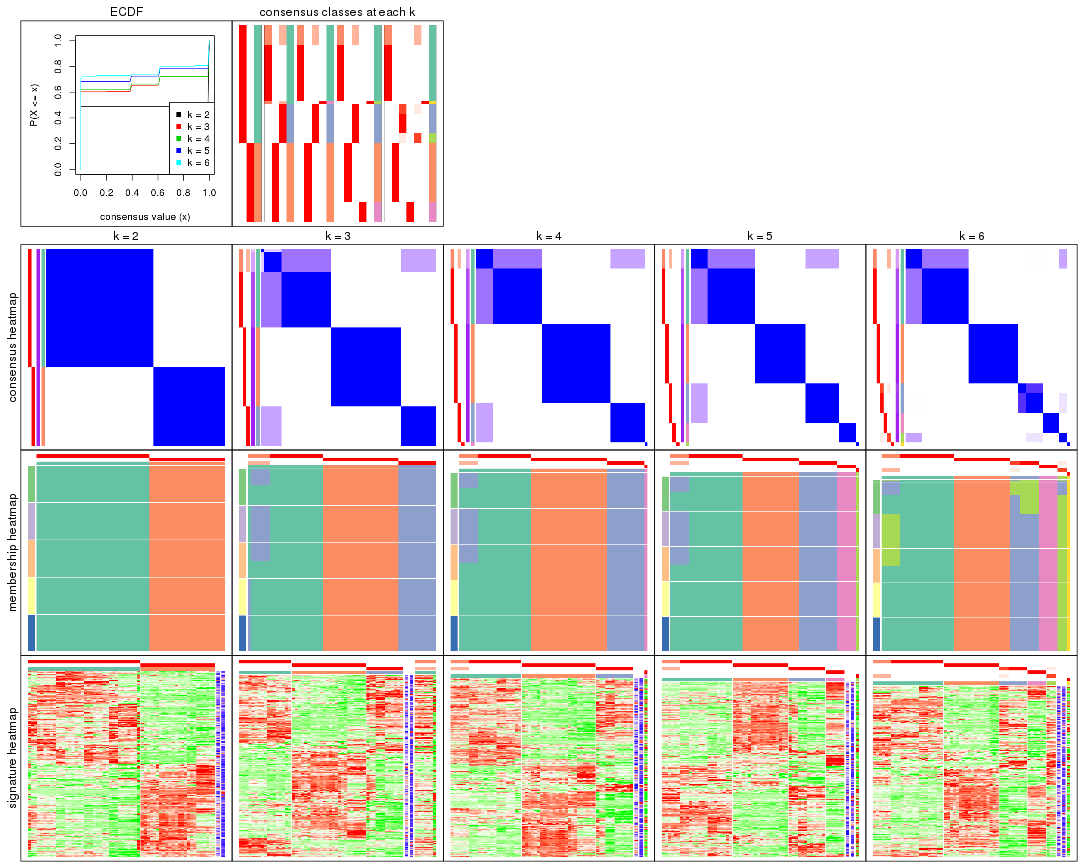 ECDF
consensus classes at each k
P(X <= x)
1.0
0.8
0.6
0.4
0.2
0.0
k = 2
k = 3
k = 4
k = 5
k = 6
0.0 0.2 0.4 0.6 0.8 1.0
consensus value (x)
k = 2
k = 3
k = 4
k = 5
k = 6
consensus heatmap
membership heatmap
signature heatmap